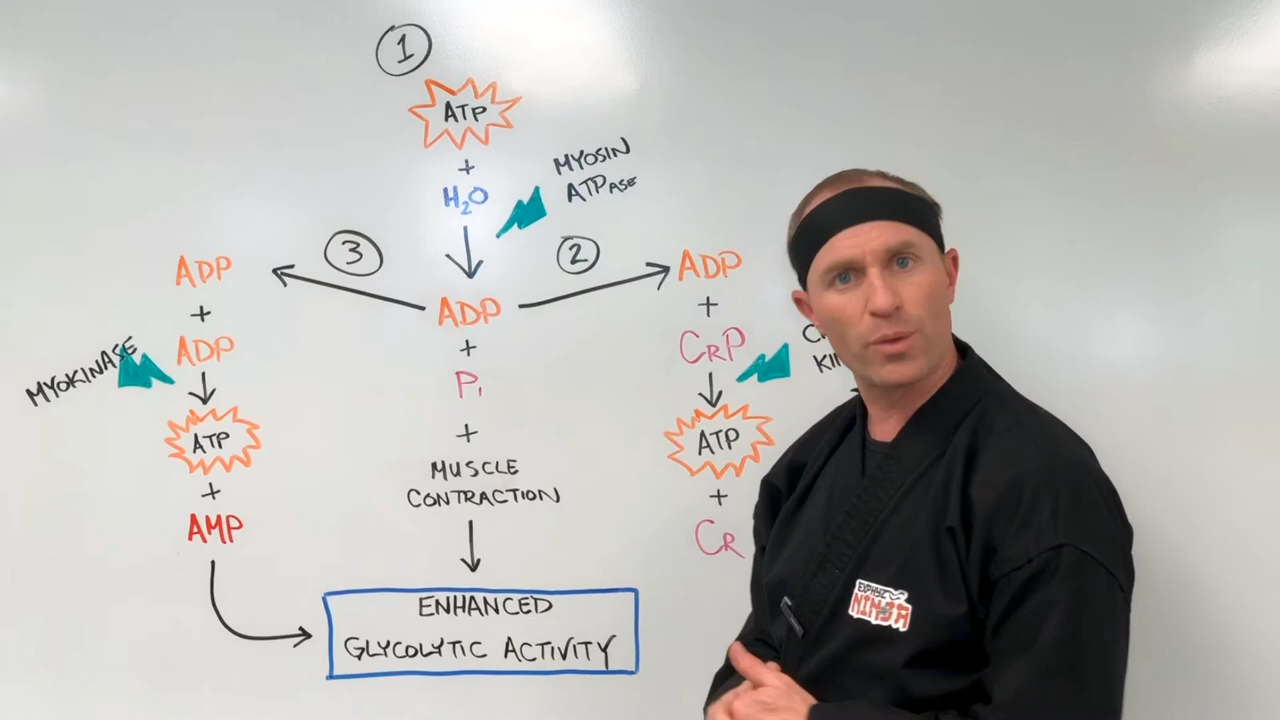 1
ATP
+
H2O
MYOSIN
ATPASE
3
2
ADP
+
ADP
MYOKINASE
ATP
+
AMP
ADP
+
Pi
+
MUSCLE
CONTRACTION
ADP
+
CRP
ATP
+
CR
ENHANCED
GLYCOLYTIC ACTIVITY
EXPHYZ
NINJA